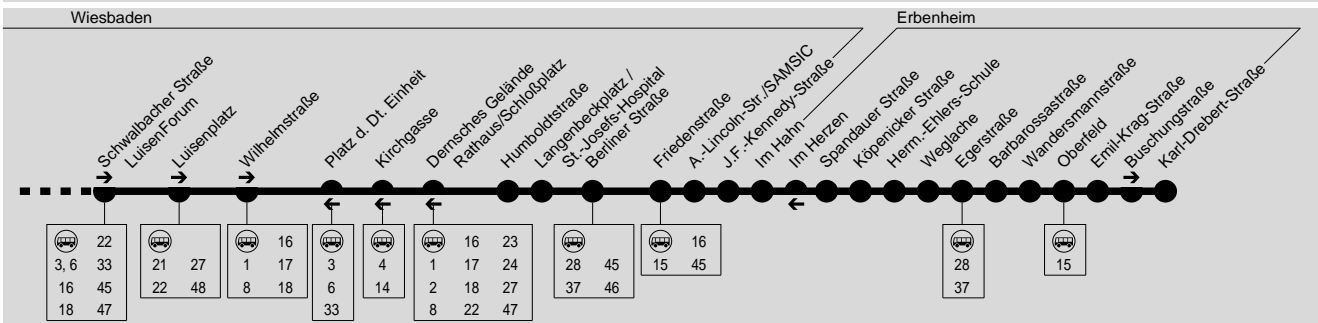 Wiesbaden
Erbenheim
Schwalbacher Straße
LuisenForum
Luisenplatz
Wilhelmstraße
Platz d. Dt. Einheit
Kirchgasse
Dernsches Gelände
Rathaus/Schloßplatz
Humboldtstraße
Langenbeckplatz /
St.-Josefs-Hospital
Berliner Straße
Friedenstraße
A.-Lincoln-Str./SAMSIC
J.F.-Kennedy-Straße
Im Hahn
Im Herzen
Spandauer Straße
Köpenicker Straße
Herm.-Ehlers-Schule
Weglache
Egerstraße
Barbarossastraße
Wandersmannstraße
Oberfeld
Emil-Krag-Straße
Buschungstraße
Karl-Drebert-Straße
22
3, 6 33
16 45
18 47
21 27
22 48
16
1 17
8 18
3
6
33
4
14
16 23
1 17 24
2 18 27
8 22 47
28 45
37 46
16
15 45
28
37
15